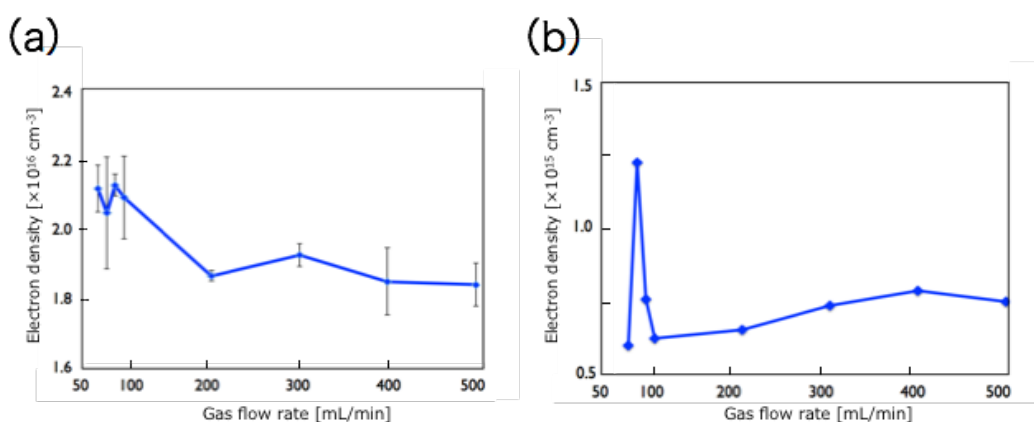 (a)
Electron density [×10¹⁶ cm⁻³]
2.4
2.2
2.0
1.8
1.6
50 100 200 300 400 500
Gas flow rate [mL/min]
(b)
Electron density [×10¹⁵ cm⁻³]
1.5
1.0
0.5
50 100 200 300 400 500
Gas flow rate [mL/min]